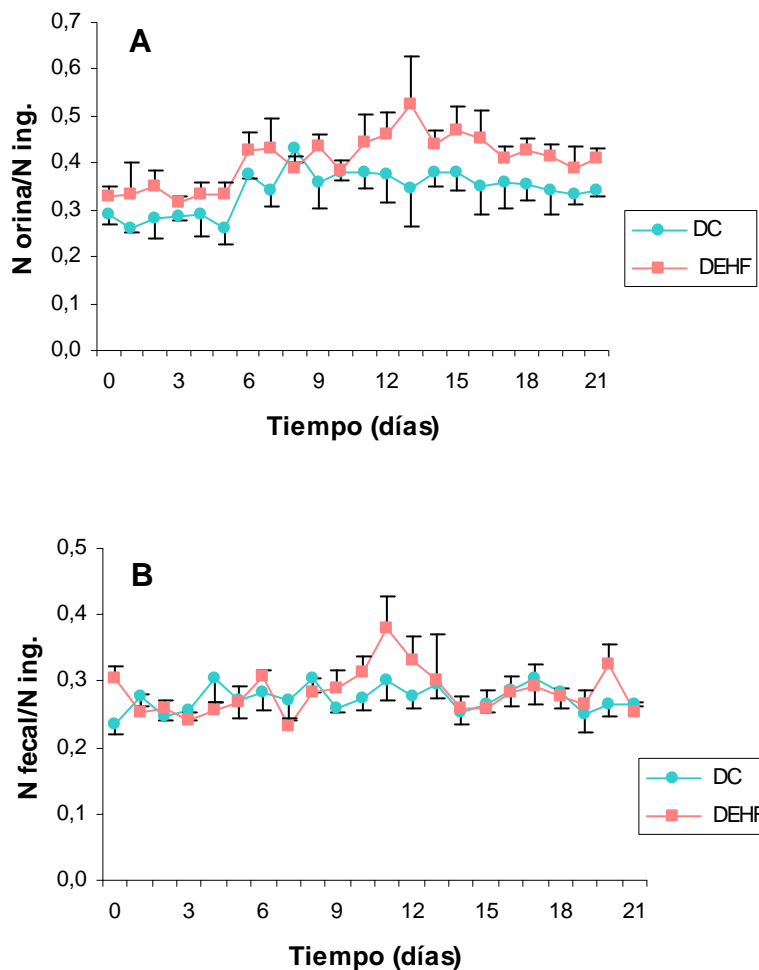 A
0,7
0,6
0,5
0,4
0,3
0,2
0,1
0,0
N orina/N ing.
0 3 6 9 12 15 18 21
Tiempo (días)
DC
DEHF
B
0,5
0,4
0,3
0,2
0,1
0,0
N fecal/N ing.
0 3 6 9 12 15 18 21
Tiempo (días)
DC
DEHF